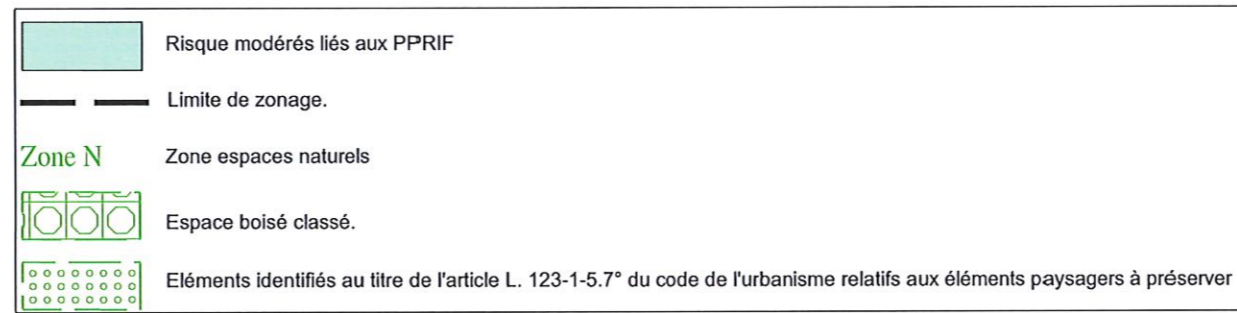 Risque modérés liés aux PPRIF
Limite de zonage.
Zone N Zone espaces naturels
Espace boisé classé.
Eléments identifiés au titre de l'article L. 123-1-5.7° du code de l'urbanisme relatifs aux éléments paysagers à préserver